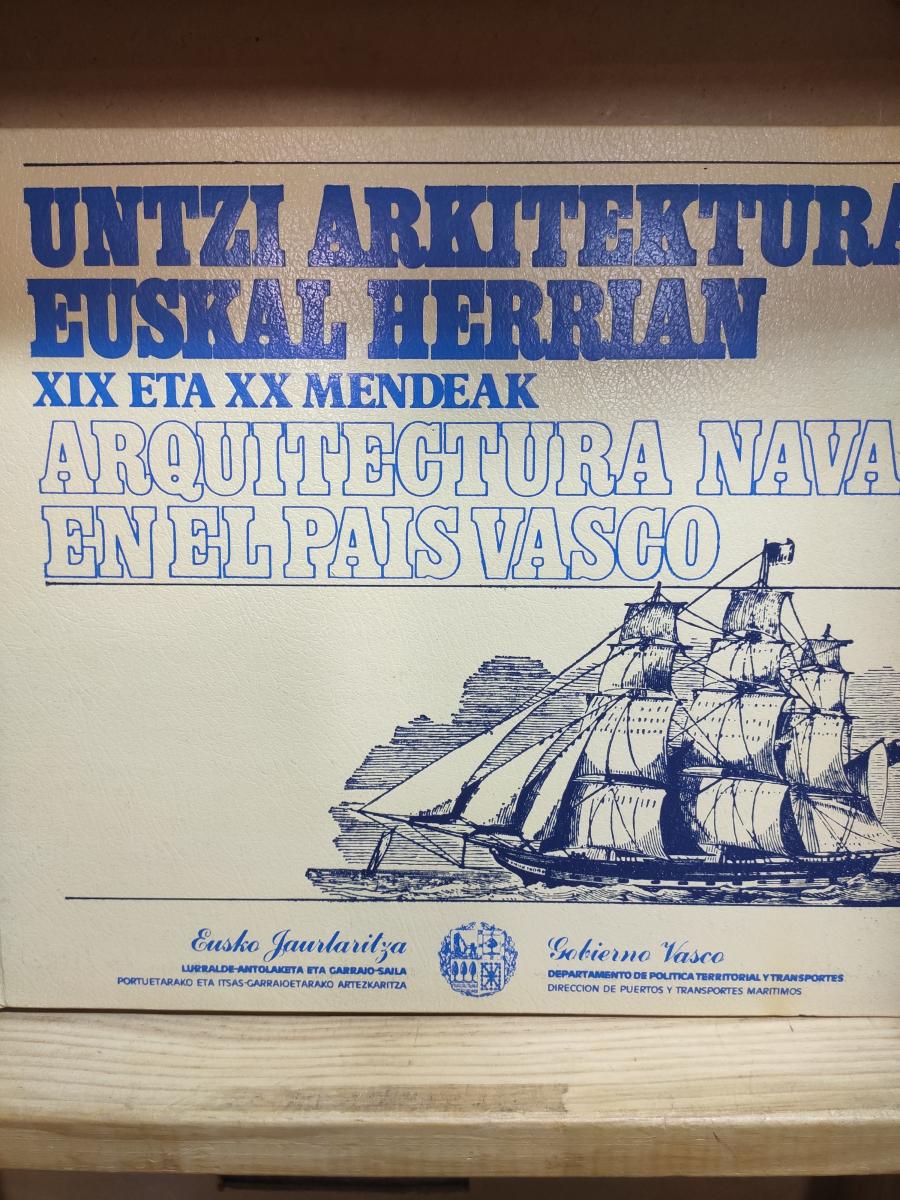 UNTZI ARKITEKTURA
EUSKAL HERRIAN
XIX ETA XX MENDEAK
ARQUITECTURA NAVA
EN EL PAIS VASCO
Eusko Jaurlaritza
LURRALDE-ANTOLAKETA ETA GARRAIO-SAILA
PORTUETARAKO ETA ITSAS-GARRAIOETARAKO ARTEZKARITZA
Gobierno Vasco
DEPARTAMENTO DE POLITICA TERRITORIAL Y TRANSPORTES
DIRECCION DE PUERTOS Y TRANSPORTES MARITIMOS